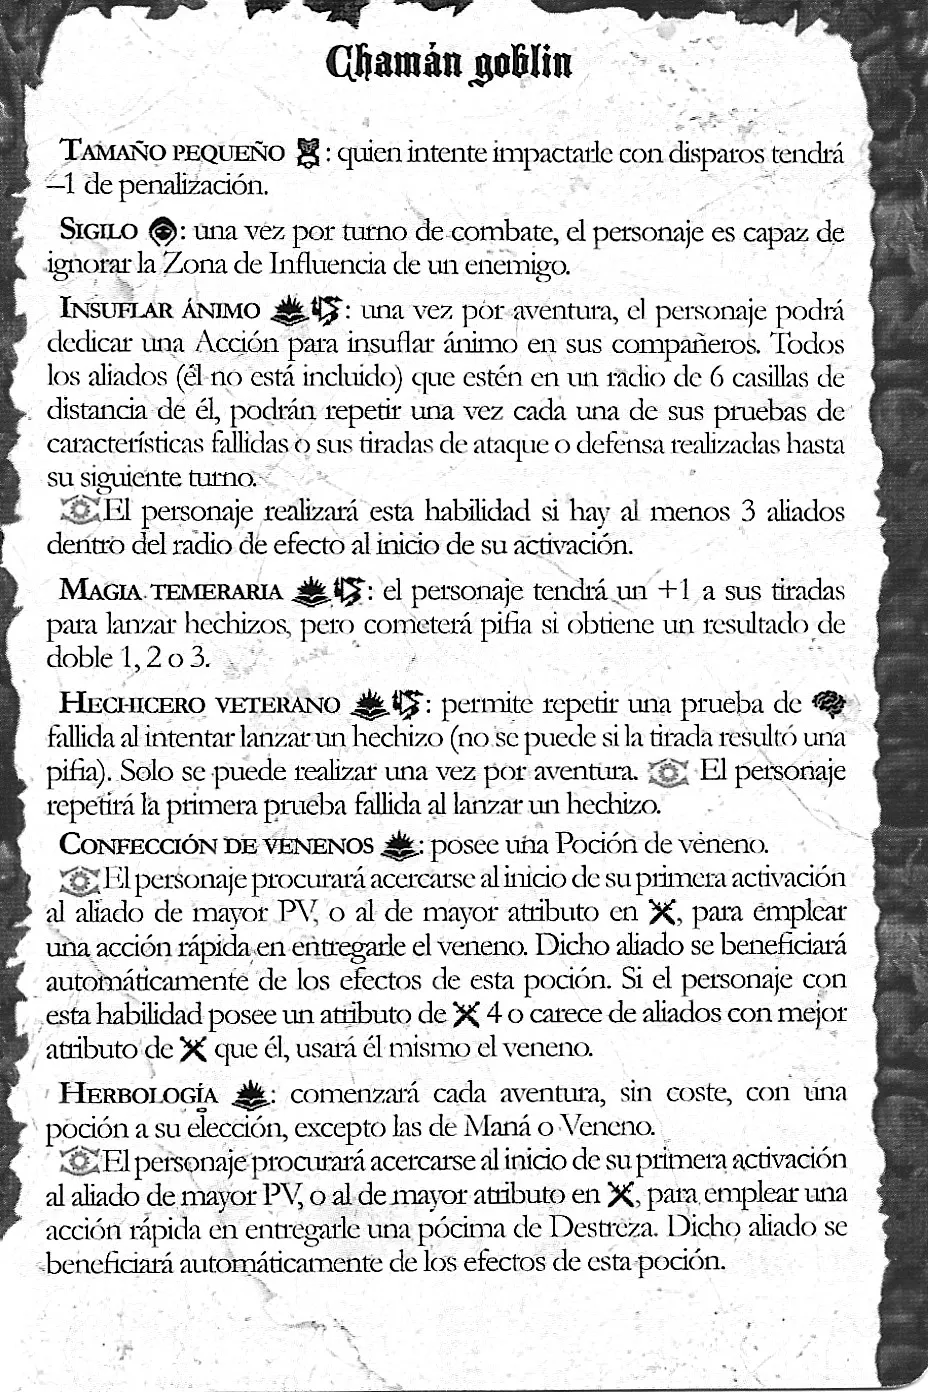 Chamán goblin
TAMAÑO PEQUEÑO : quien intente impactarle con disparos tendrá
–1 de penalización.
SIGILO : una vez por turno de combate, el personaje es capaz de
ignorar la Zona de Influencia de un enemigo.
INSUFLAR ÁNIMO : una vez por aventura, el personaje podrá
dedicar una Acción para insuflar ánimo en sus compañeros. Todos
los aliados (él no está incluido) que estén en un radio de 6 casillas de
distancia de él, podrán repetir una vez cada una de sus pruebas de
características fallidas o sus tiradas de ataque o defensa realizadas hasta
su siguiente turno.
El personaje realizará esta habilidad si hay al menos 3 aliados
dentro del radio de efecto al inicio de su activación.
MAGIA TEMERARIA : el personaje tendrá un +1 a sus tiradas
para lanzar hechizos, pero cometerá pifia si obtiene un resultado de
doble 1, 2 o 3.
HECHICERO VETERANO : permite repetir una prueba de
fallida al intentar lanzar un hechizo (no se puede si la tirada resultó una
pifia). Solo se puede realizar una vez por aventura. El personaje
repetirá la primera prueba fallida al lanzar un hechizo.
CONFECCIÓN DE VENENOS : posee una Poción de veneno.
El personaje procurará acercarse al inicio de su primera activación
al aliado de mayor PV, o al de mayor atributo en , para emplear
una acción rápida en entregarle el veneno. Dicho aliado se beneficiará
automáticamente de los efectos de esta poción. Si el personaje con
esta habilidad posee un atributo de 4 o carece de aliados con mejor
atributo de que él, usará él mismo el veneno.
HERBOLOGÍA : comenzará cada aventura, sin coste, con una
poción a su elección, excepto las de Maná o Veneno.
El personaje procurará acercarse al inicio de su primera activación
al aliado de mayor PV, o al de mayor atributo en , para emplear una
acción rápida en entregarle una pócima de Destreza. Dicho aliado se
beneficiará automáticamente de los efectos de esta poción.